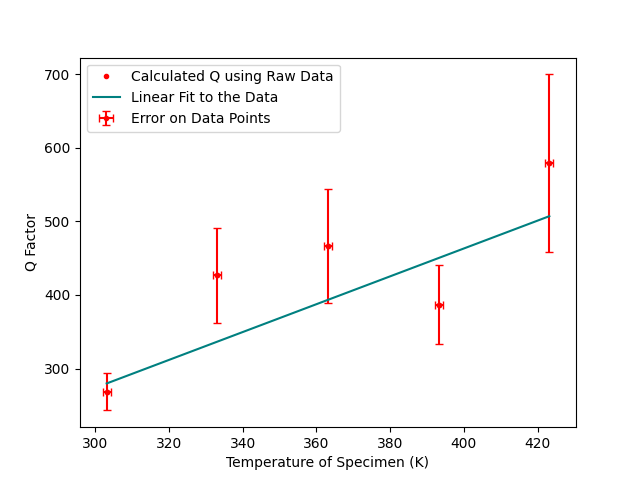 700
600
500
400
300
Q Factor
Calculated Q using Raw Data
Linear Fit to the Data
Error on Data Points
300 320 340 360 380 400 420
Temperature of Specimen (K)